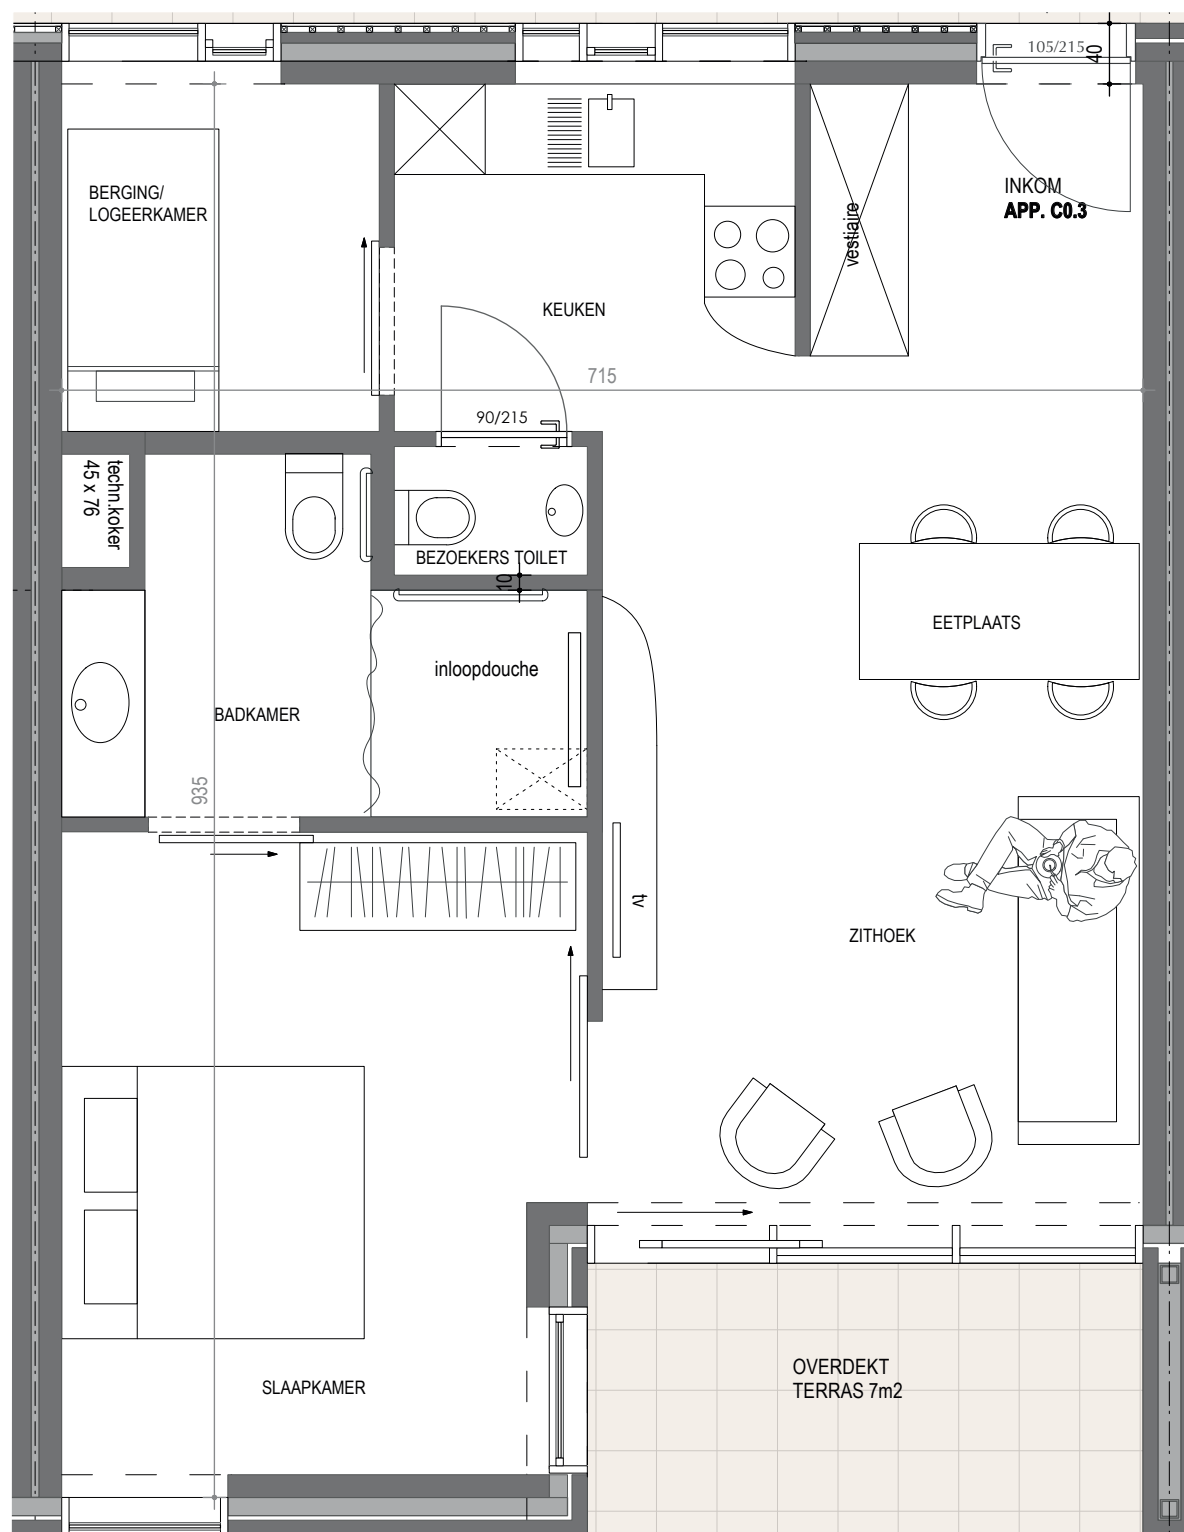 105/215
40
INKOM
APP. C0.3
BERGING/
LOGEERKAMER
vestiaire
KEUKEN
715
90/215
techn.koker
45 x 76
BEZOEKERS TOILET
10
EETPLAATS
inloopdouche
BADKAMER
935
tv
ZITHOEK
OVERDEKT
TERRAS 7m2
SLAAPKAMER